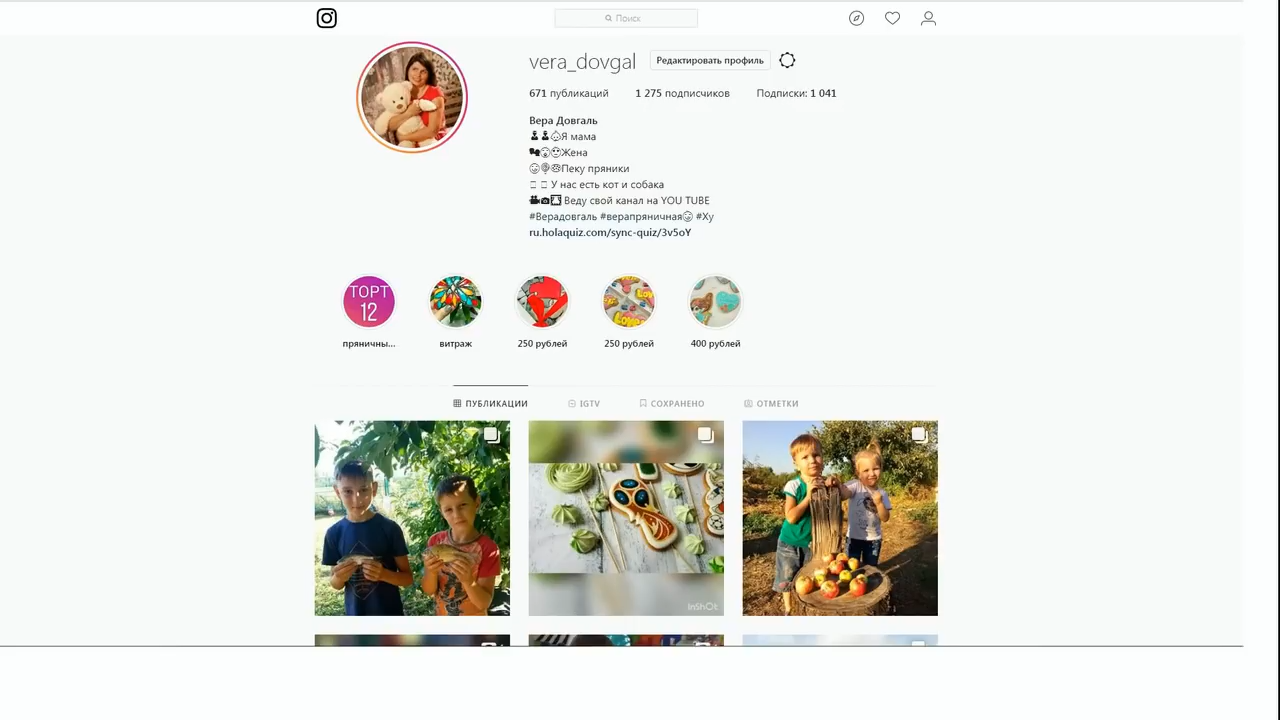 Поиск
vera_dovgal Редактировать профиль
671 публикаций 1 275 подписчиков Подписки: 1 041
Вера Довгаль
Я мама
Жена
Пеку пряники
У нас есть кот и собака
Веду свой канал на YOU TUBE
#Верадовгаль #верапряничная #Ху
ru.holaquiz.com/sync-quiz/3v5oY
ТОРТ
12
LOVE
LOVE
пряничны... витраж 250 рублей 250 рублей 400 рублей
ПУБЛИКАЦИИ IGTV СОХРАНЕНО ОТМЕТКИ
InShOt